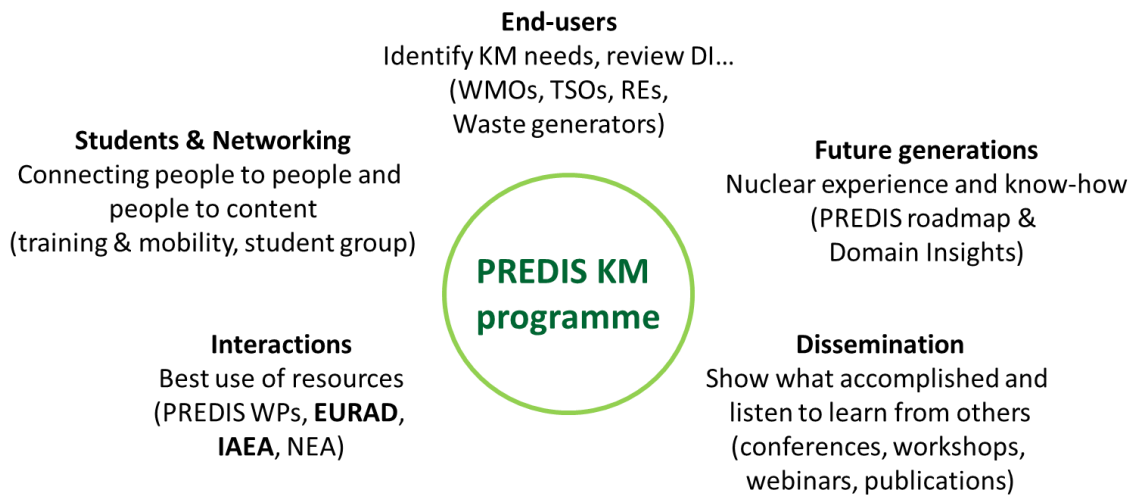 End-users
Identify KM needs, review DI...
(WMOs, TSOs, REs,
Waste generators)
Students & Networking
Connecting people to people and
people to content
(training & mobility, student group)
Future generations
Nuclear experience and know-how
(PREDIS roadmap &
Domain Insights)
PREDIS KM
programme
Interactions
Best use of resources
(PREDIS WPs, EURAD,
IAEA, NEA)
Dissemination
Show what accomplished and
listen to learn from others
(conferences, workshops,
webinars, publications)